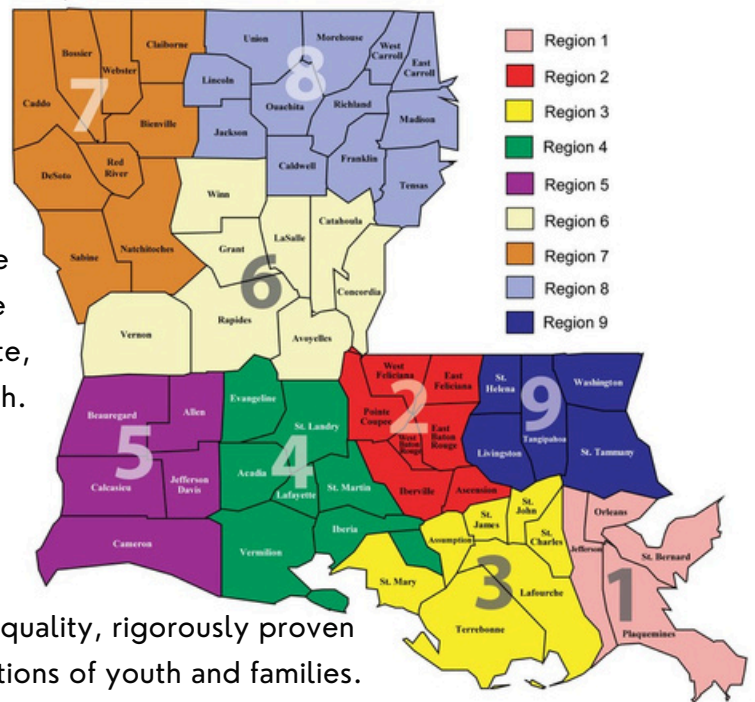 Union
Morehouse
West
Carroll
East
Carroll
Claiborne
Bossier
Webster
Lincoln
8
7
Caddo
Ouachita
Richland
Madison
Bienville
Jackson
Caldwell
Franklin
Tensas
DeSoto
Red
River
Winn
Catahoula
LaSalle
Grant
Natchitoches
Sabine
6
Concordia
Rapides
Vernon
Avoyelles
Region 1
Region 2
Region 3
Region 4
Region 5
Region 6
Region 7
Region 8
Region 9
e
e
te,
h.
West
Feliciana
East
Feliciana
St.
Helena
Washington
2
9
Pointe
Coupee
West
Baton
Rouge
East
Baton
Rouge
Tangipahoa
Livingston
St. Tammany
Evangeline
St. Landry
Beauregard
Allen
5
4
Acadia
Lafayette
St. Martin
Calcasieu
Jefferson
Davis
Iberville
Ascension
Iberia
Vermilion
Cameron
St.
James
St.
John
St.
Charles
Assumption
Orleans
Jefferson
St. Bernard
St. Mary
3
Lafourche
1
Terrebonne
Plaquemines
quality, rigorously proven
tions of youth and families.